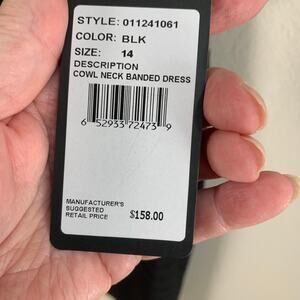 STYLE: 011241061
COLOR: BLK
SIZE: 14
DESCRIPTION
COWL NECK BANDED DRESS
6 52933 72473 9
MANUFACTURER'S
SUGGESTED
RETAIL PRICE $158.00